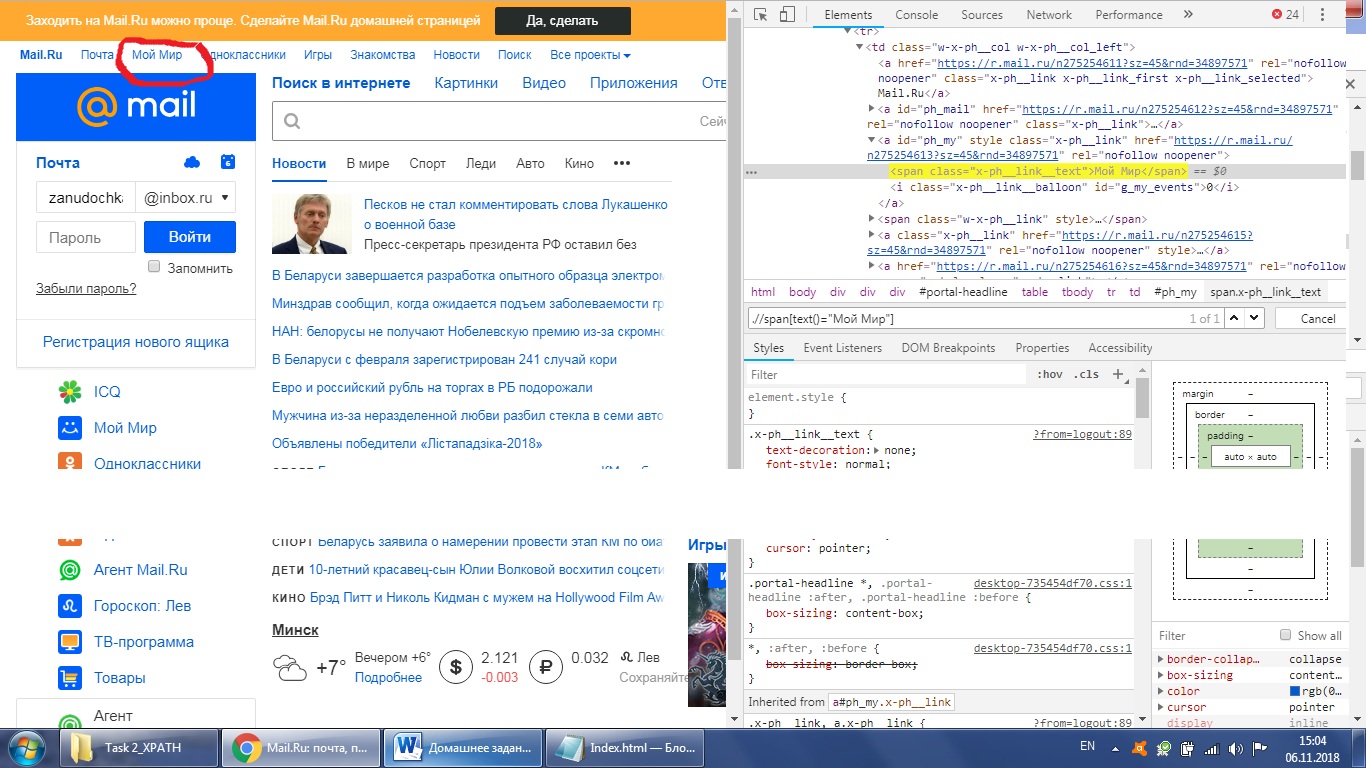 Заходить на Mail.Ru можно проще. Сделайте Mail.Ru домашней страницей
Да, сделать
Mail.Ru Почта Мой Мир дноклассники Игры Знакомства Новости Поиск Все проекты
@mail
Почта
6
zanudochk
@inbox.ru
Пароль
Войти
Запомнить
Забыли пароль?
Регистрация нового ящика
ICQ
Мой Мир
Одноклассники
Агент Mail.Ru
Гороскоп: Лев
ТВ-программа
Товары
Агент
Поиск в интернете Картинки Видео Приложения Отв
Сейч
Новости В мире Спорт Леди Авто Кино •••
Песков не стал комментировать слова Лукашенко
о военной базе
Пресс-секретарь президента РФ оставил без
В Беларуси завершается разработка опытного образца электром
Минздрав сообщил, когда ожидается подъем заболеваемости гр
НАН: белорусы не получают Нобелевскую премию из-за скромно
В Беларуси с февраля зарегистрирован 241 случай кори
Евро и российский рубль на торгах в РБ подорожали
Мужчина из-за неразделенной любви разбил стекла в семи авто
Объявлены победители «Лістападзіка-2018»
СПОРТ Беларусь заявила о намерении провести этап КМ по биат
ДЕТИ 10-летний красавец-сын Юлии Волковой восхитил соцсети
КИНО Брэд Питт и Николь Кидман с мужем на Hollywood Film Aw
Игры
Минск
+7°
Вечером +6°
Подробнее
$
2.121
-0.003
₽
0.032
Лев
Сохраняйте
Elements Console Sources Network Performance » 24
<tr>
<td class="w-x-ph__col w-x-ph__col_left">
<a href="https://r.mail.ru/n275254611?sz=45&rnd=34897571" rel="nofollow
noopener" class="x-ph__link x-ph__link_first x-ph__link_selected">
Mail.Ru</a>
<a id="ph_mail" href="https://r.mail.ru/n275254612?sz=45&rnd=34897571"
rel="nofollow noopener" class="x-ph__link">…</a>
<a id="ph_my" style class="x-ph__link" href="https://r.mail.ru/
n275254613?sz=45&rnd=34897571" rel="nofollow noopener">
<span class="x-ph__link__text">Мой Мир</span> == $0
<i class="x-ph__link__balloon" id="g_my_events">0</i>
</a>
<span class="w-x-ph__link" style>…</span>
<a href="https://r.mail.ru/n275254615?
sz=45&rnd=34897571" rel="nofollow noopener" style>…</a>
<a href="https://r.mail.ru/n275254616?sz=45&rnd=34897571" rel="nofollow
html body div div div #portal-headline table tbody tr td #ph_my span.x-ph__link__text
.//span[text()="Мой Мир"]
1 of 1
Cancel
Styles Event Listeners DOM Breakpoints Properties Accessibility
Filter
:hov .cls +
element.style {
}
.x-ph__link__text { ?from=logout:89
text-decoration: none;
font-style: normal;
cursor: pointer;
}
.portal-headline *, .portal- desktop-735454df70.css:1
headline :after, .portal-headline :before {
box-sizing: content-box;
}
*, :after, :before { desktop-735454df70.css:1
box-sizing: border-box;
}
Inherited from a#ph_my.x-ph__link
.x-ph__link, a.x-ph__link { ?from=logout:89
margin –
border –
padding –
auto × auto
Filter Show all
border-collap… collapse
box-sizing content…
color rgb(0…
cursor pointer
display inline
Task 2_XPATH
Mail.Ru: почта, п...
Домашнее задан...
Index.html — Бло...
EN
15:04
06.11.2018